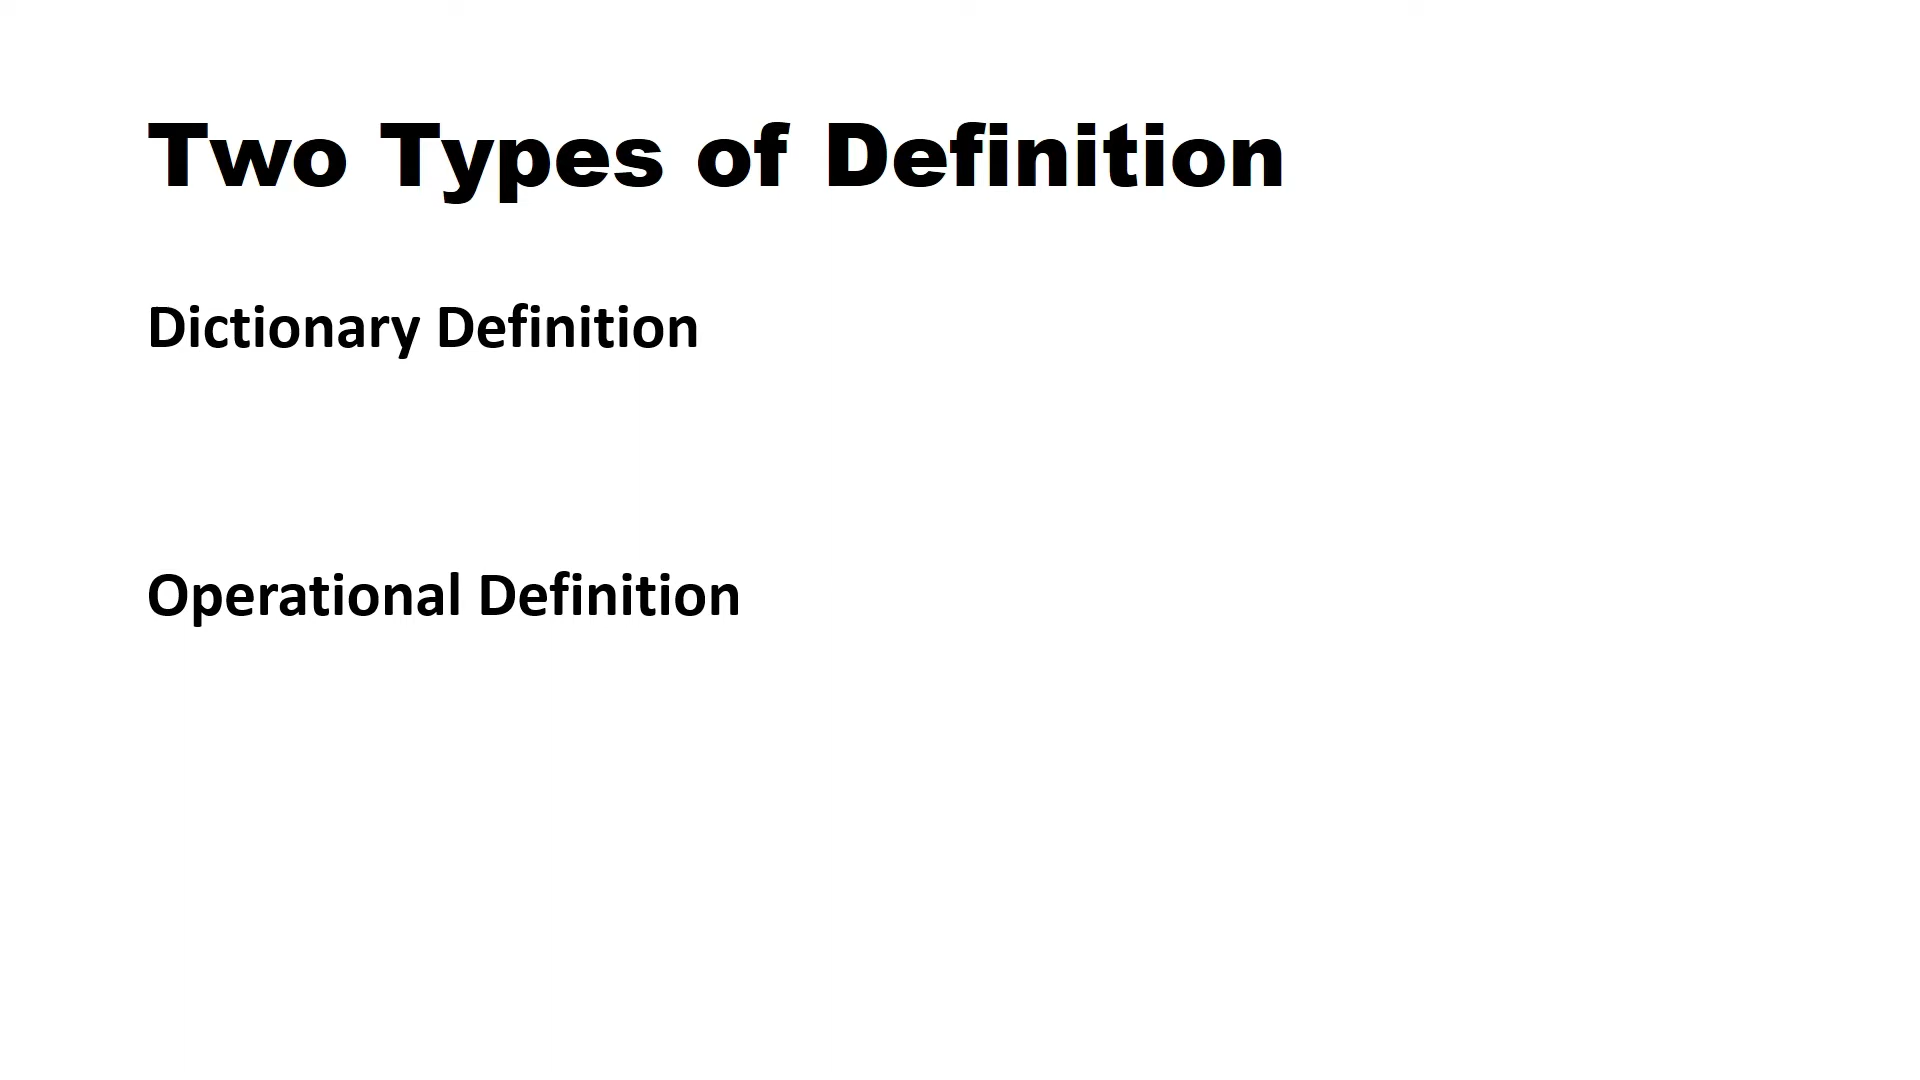 Two Types of Definition
Dictionary Definition
Operational Definition